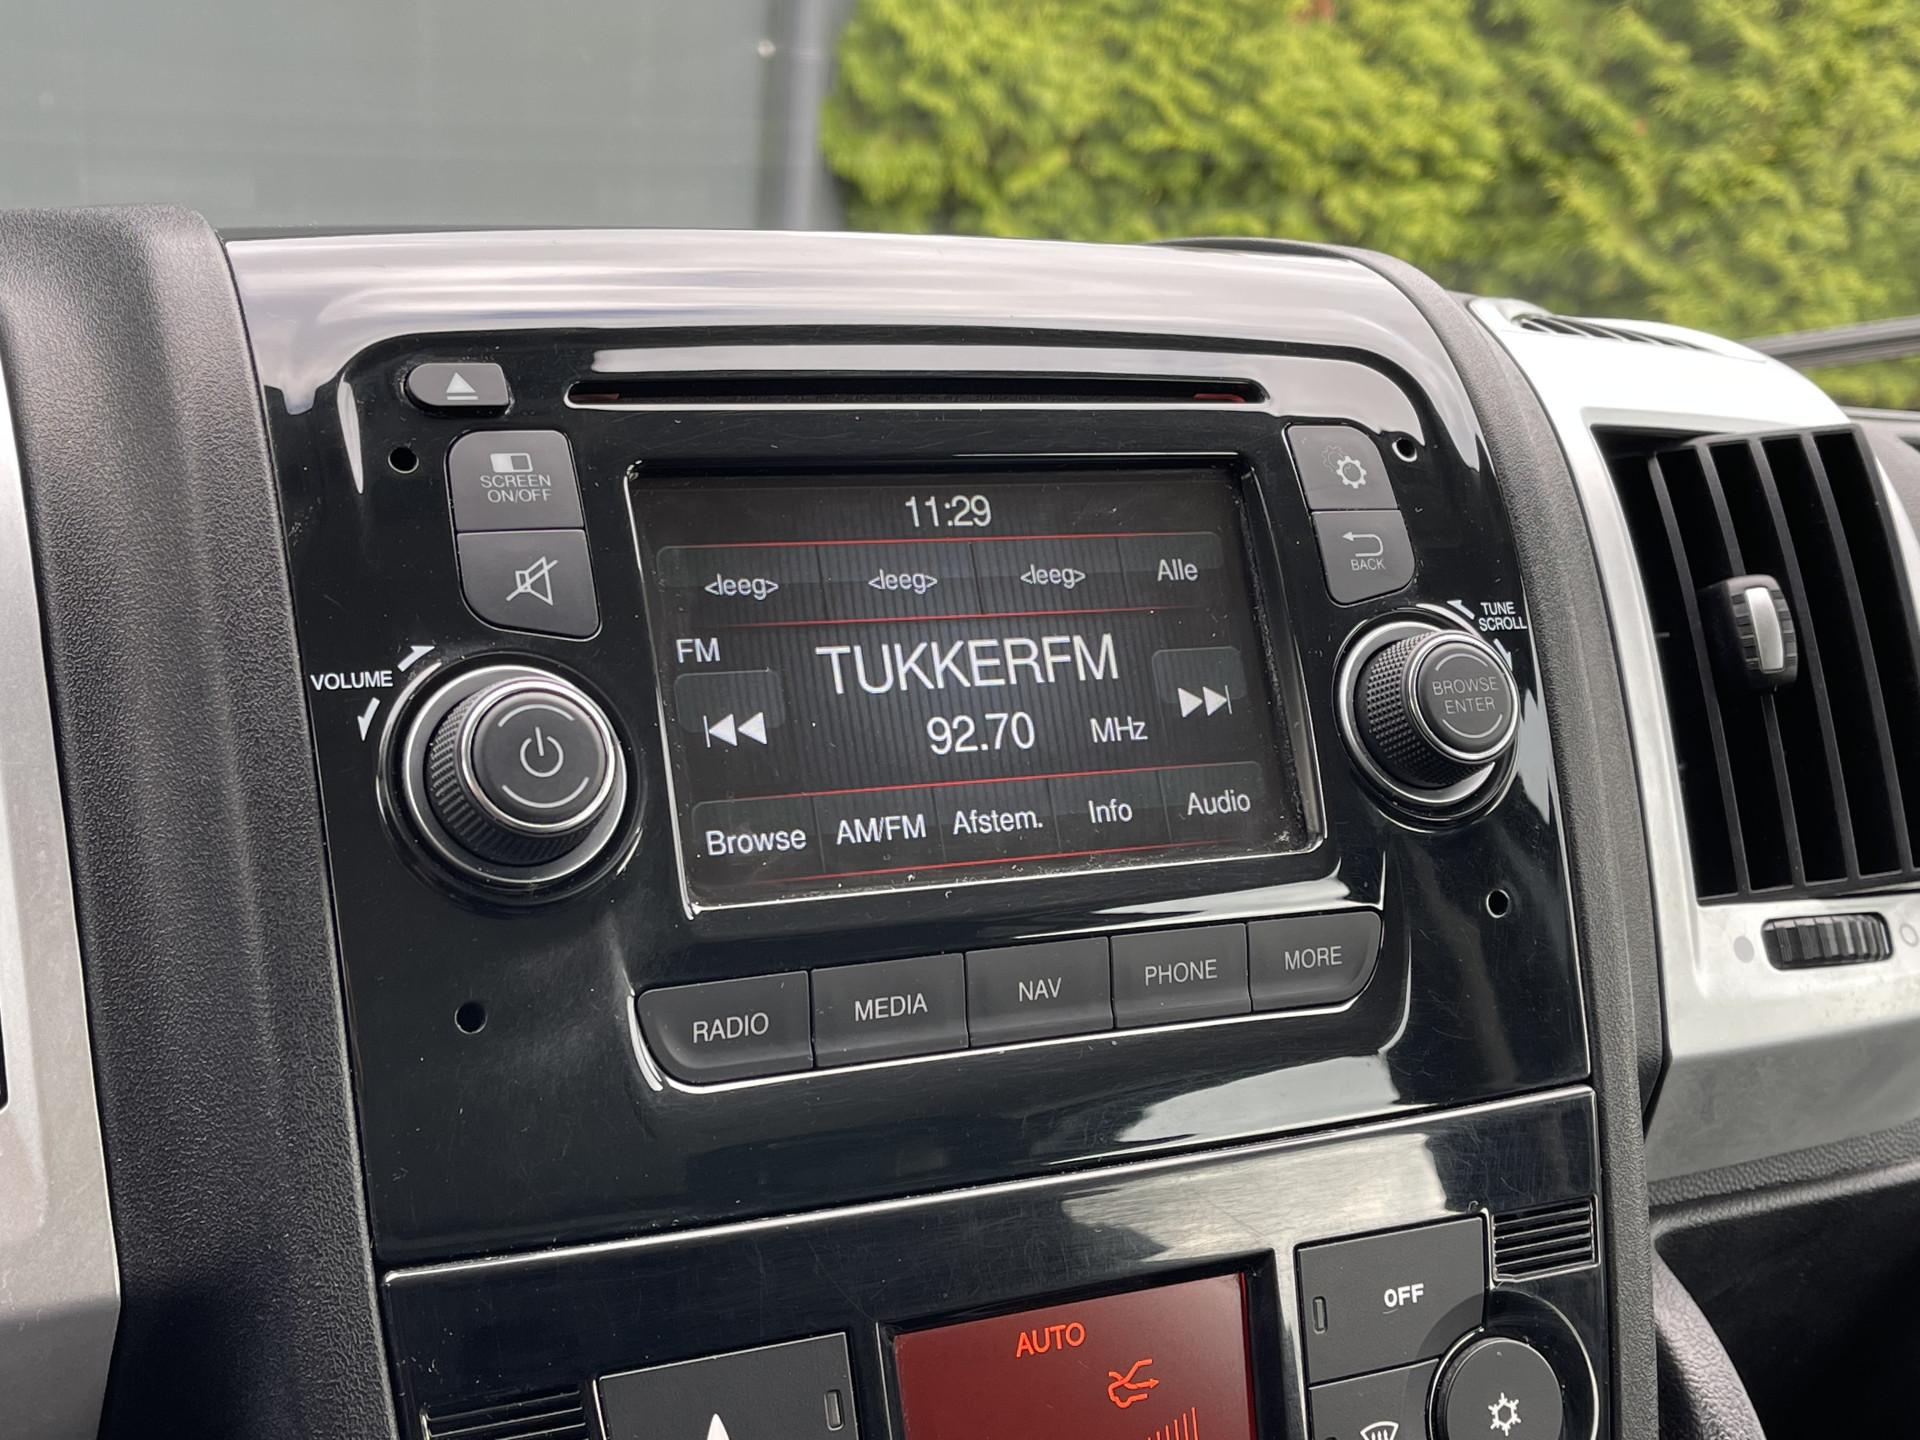 SCREEN
ON/OFF
BACK
VOLUME
TUNE
SCROLL
BROWSE
ENTER
11:29
<leeg> <leeg> <leeg> Alle
FM
TUKKERFM
92.70 MHz
Browse AM/FM Afstem. Info Audio
RADIO MEDIA NAV PHONE MORE
OFF
AUTO